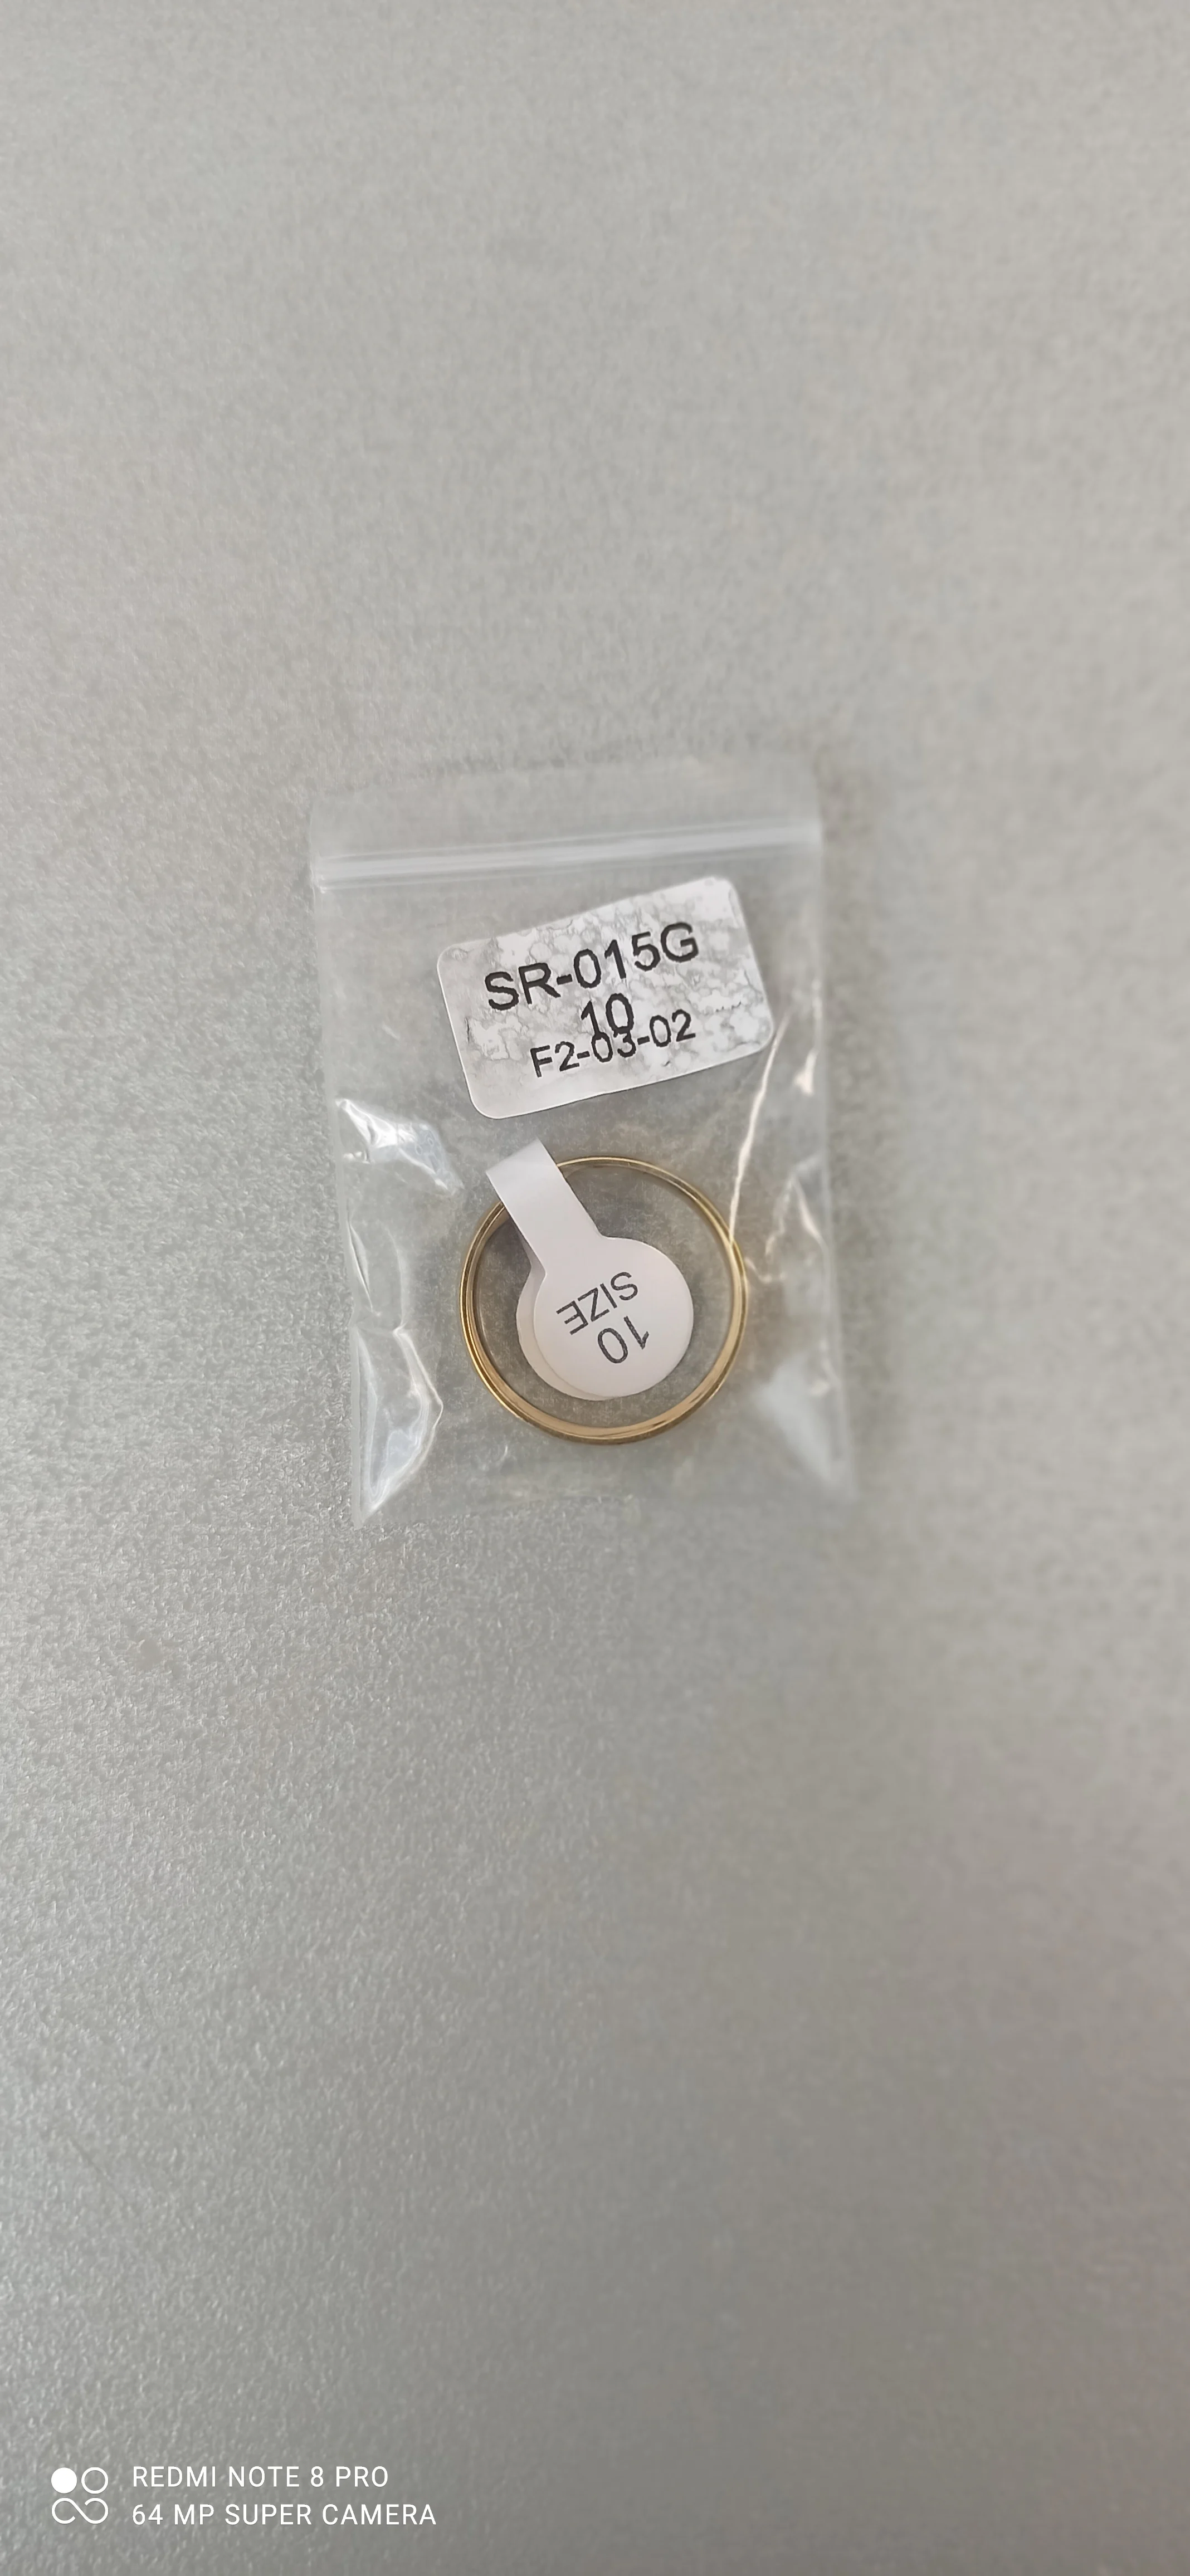 SR-015G
10
F2-03-02
SIZE
10
REDMI NOTE 8 PRO
64 MP SUPER CAMERA